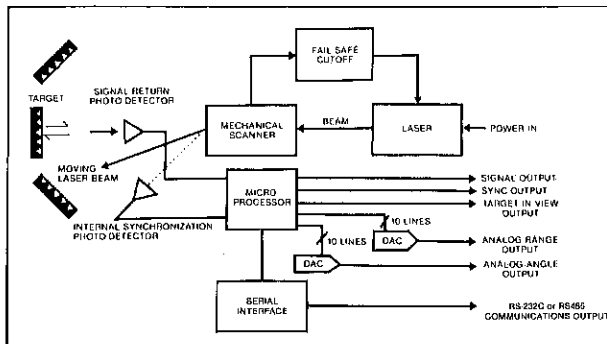 FAIL SAFE
CUTOFF
SIGNAL RETURN
PHOTO DETECTOR
TARGET
MECHANICAL
SCANNER
BEAM
LASER
POWER IN
MOVING
LASER BEAM
MICRO
PROCESSOR
SIGNAL OUTPUT
SYNC OUTPUT
TARGET IN VIEW
OUTPUT
INTERNAL SYNCHRONIZATION
PHOTO DETECTOR
10 LINES
10 LINES
DAC
ANALOG RANGE
OUTPUT
DAC
ANALOG-ANGLE
OUTPUT
SERIAL
INTERFACE
RS-232C or RS466
COMMUNICATIONS OUTPUT